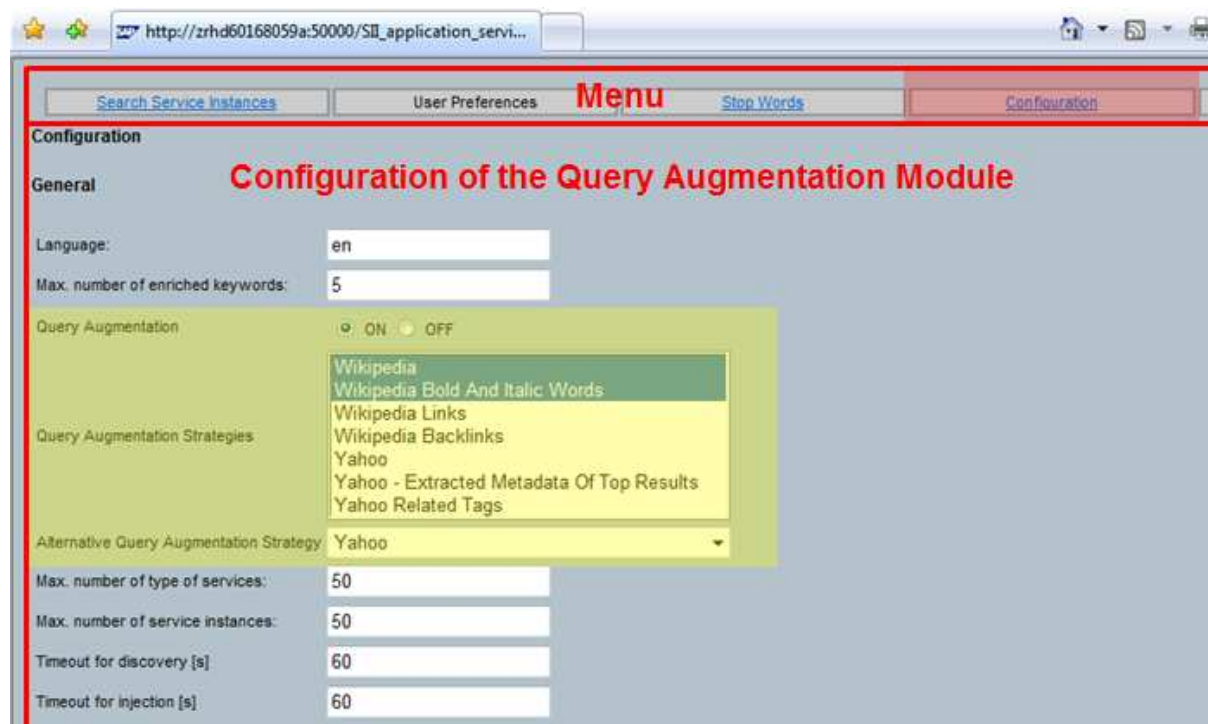 http://zrhd60168059a:50000/SII_application_servi...
Search Service Instances User Preferences Menu Stop Words Configuration
Configuration
Configuration of the Query Augmentation Module
General
Language: en
Max. number of enriched keywords: 5
Query Augmentation ON OFF
Wikipedia
Wikipedia Bold And Italic Words
Wikipedia Links
Query Augmentation Strategies Wikipedia Backlinks
Yahoo
Yahoo - Extracted Metadata Of Top Results
Yahoo Related Tags
Alternative Query Augmentation Strategy Yahoo
Max. number of type of services: 50
Max. number of service instances: 50
Timeout for discovery [s] 60
Timeout for injection [s] 60